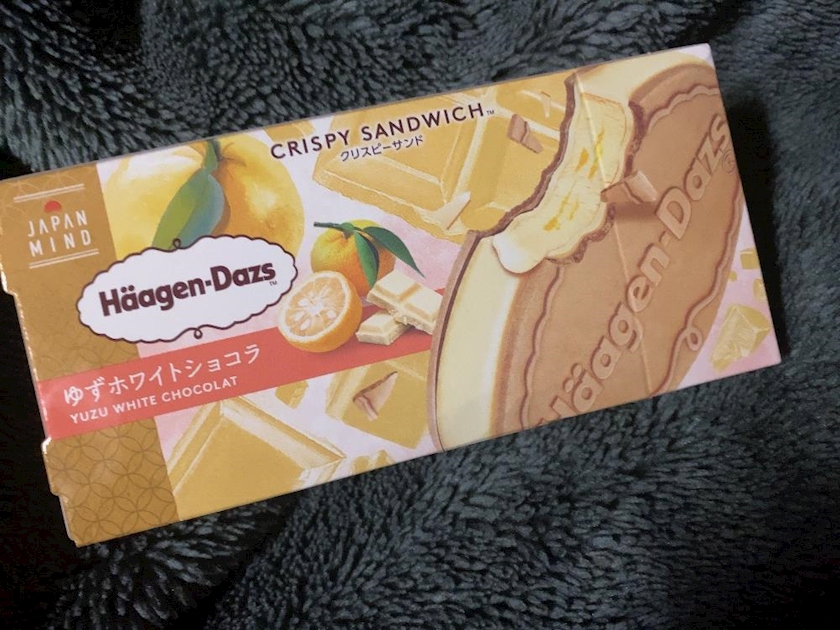 CRISPY SANDWICH™
クリスピーサンド
JAPAN
MIND
Häagen-Dazs™
ゆずホワイトショコラ
YUZU WHITE CHOCOLAT
Häagen-Dazs®